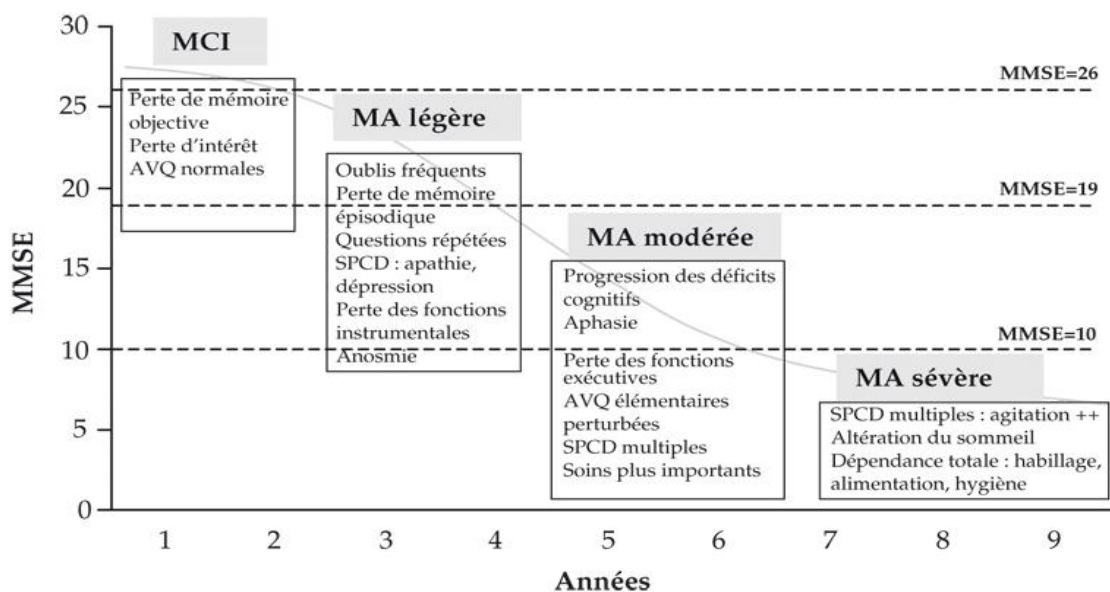 30
25
20
15
10
5
0
MMSE
MCI
Perte de mémoire
objective
Perte d'intérêt
AVQ normales
MMSE=26
MA légère
Oublis fréquents
Perte de mémoire
épisodique
Questions répétées
SPCD : apathie,
dépression
Perte des fonctions
instrumentales
Anosmie
MMSE=19
MA modérée
Progression des déficits
cognitifs
Aphasie
Perte des fonctions
exécutives
AVQ élémentaires
perturbées
SPCD multiples
Soins plus importants
MMSE=10
MA sévère
SPCD multiples : agitation ++
Altération du sommeil
Dépendance totale : habillage,
alimentation, hygiène
1 2 3 4 5 6 7 8 9
Années